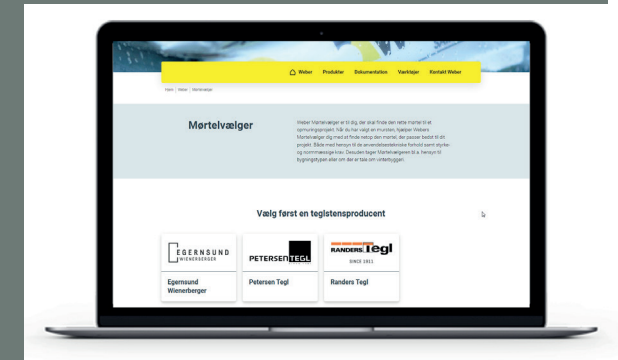 Weber Produkter Dokumentation Værktøjer Kontakt Weber
Hjem | Weber | Mørtelvælger
Mørtelvælger
Weber Mørtelvælger er til dig, der skal finde den rette mørtel til et
opmuringsprojekt. Når du har valgt en mursten, hjælper Webers
Mørtelvælger dig med at finde netop den mørtel, der passer bedst til dit
projekt. Både med hensyn til de anvendelsestekniske forhold samt styrke-
og normmæssige krav. Desuden tager Mørtelvælgeren bl.a. hensyn til
bygningstypen eller om der er tale om vinterbyggeri.
Vælg først en teglstensproducent
EGERNSUND
WIENERBERGER
PETERSEN TEGL
RANDERS Tegl
SINCE 1911
Egernsund
Wienerberger
Petersen Tegl
Randers Tegl